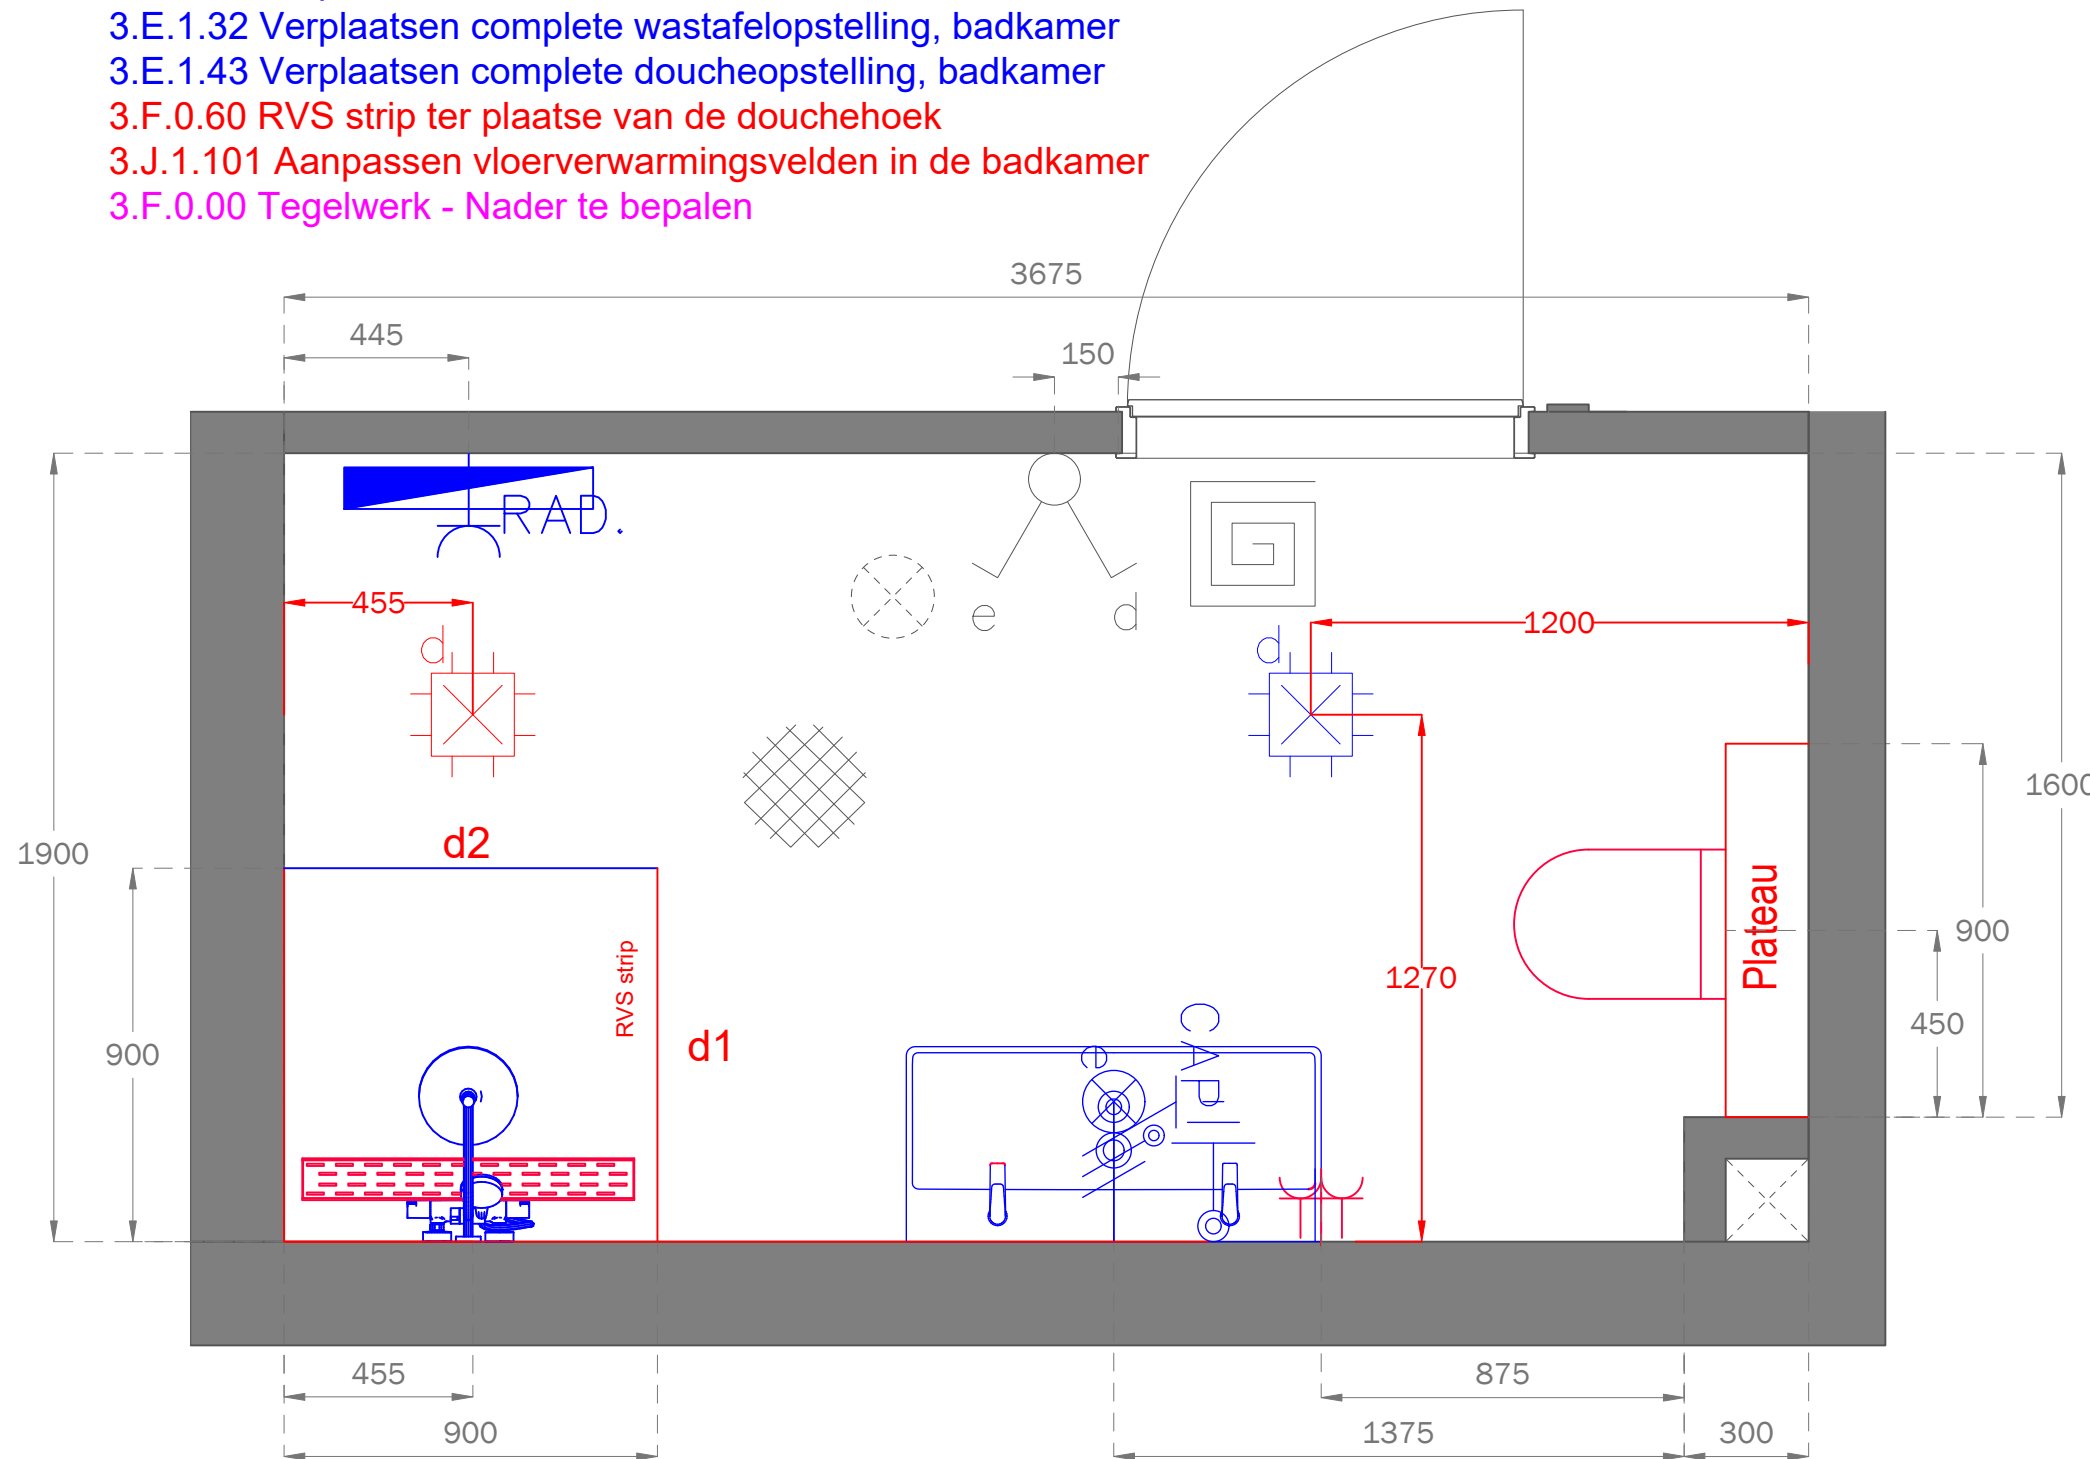 3.E.1.32 Verplaatsen complete wastafelopstelling, badkamer
3.E.1.43 Verplaatsen complete doucheopstelling, badkamer
3.F.0.60 RVS strip ter plaatse van de douchehoek
3.J.1.101 Aanpassen vloerverwarmingsvelden in de badkamer
3.F.0.00 Tegelwerk - Nader te bepalen
3675
445
150
RAD.
455
e
d
1200
d
d
1600
1900
d2
Plateau
900
RVS strip
1270
d1
450
900
e
CAP.
455
875
900
1375
300